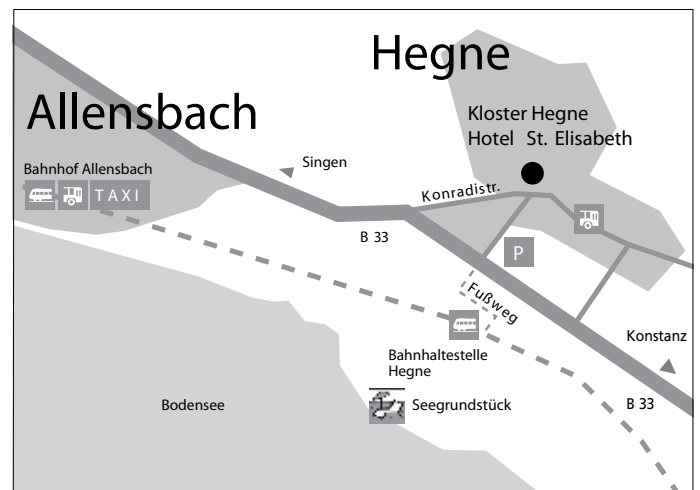 Hegne
Allensbach
Kloster Hegne
Hotel St. Elisabeth
Bahnhof Allensbach
TAXI
Singen
Konradistr.
B 33
P
Fußweg
Konstanz
Bahnhaltestelle
Hegne
Bodensee
Seegrundstück
B 33